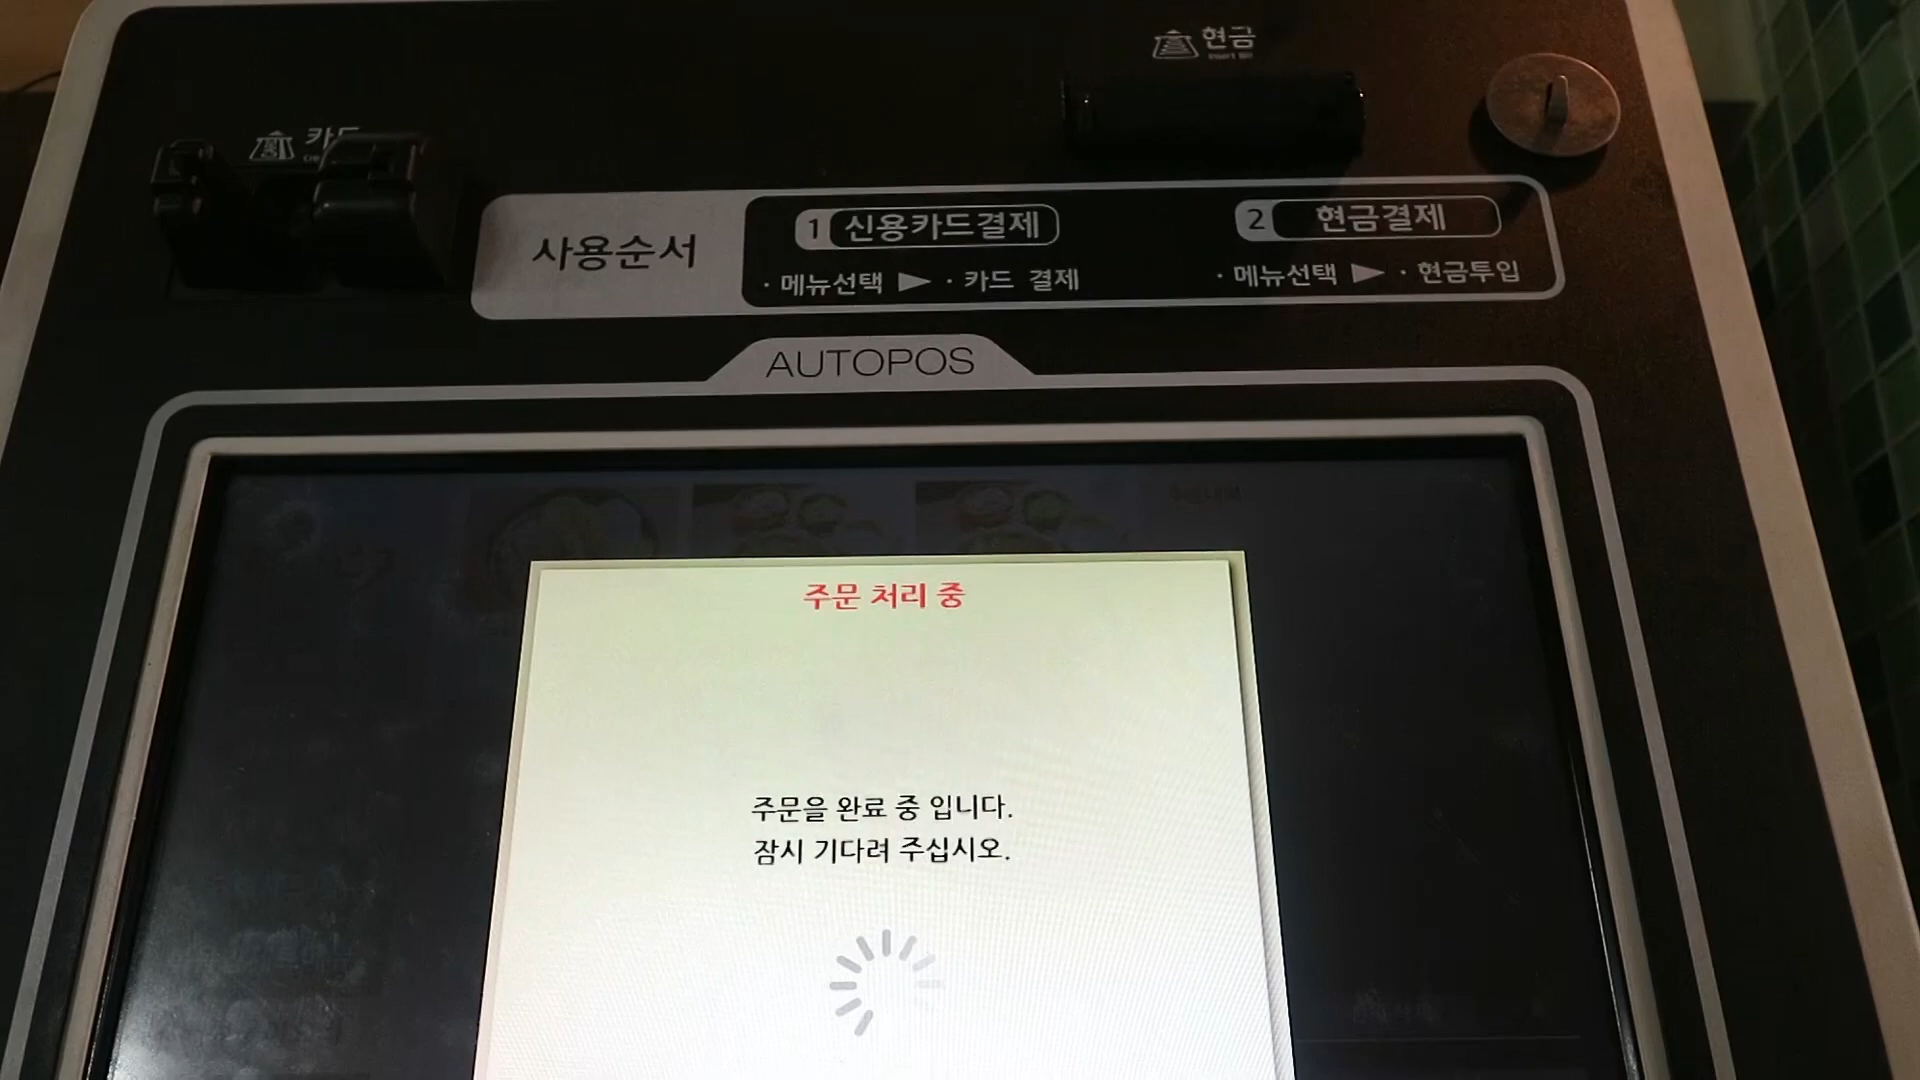 현금
Insert Bill
카드
사용순서
1 신용카드결제
· 메뉴선택 ▶ · 카드 결제
2 현금결제
· 메뉴선택 ▶ · 현금투입
AUTOPOS
주문 처리 중
주문을 완료 중 입니다.
잠시 기다려 주십시오.